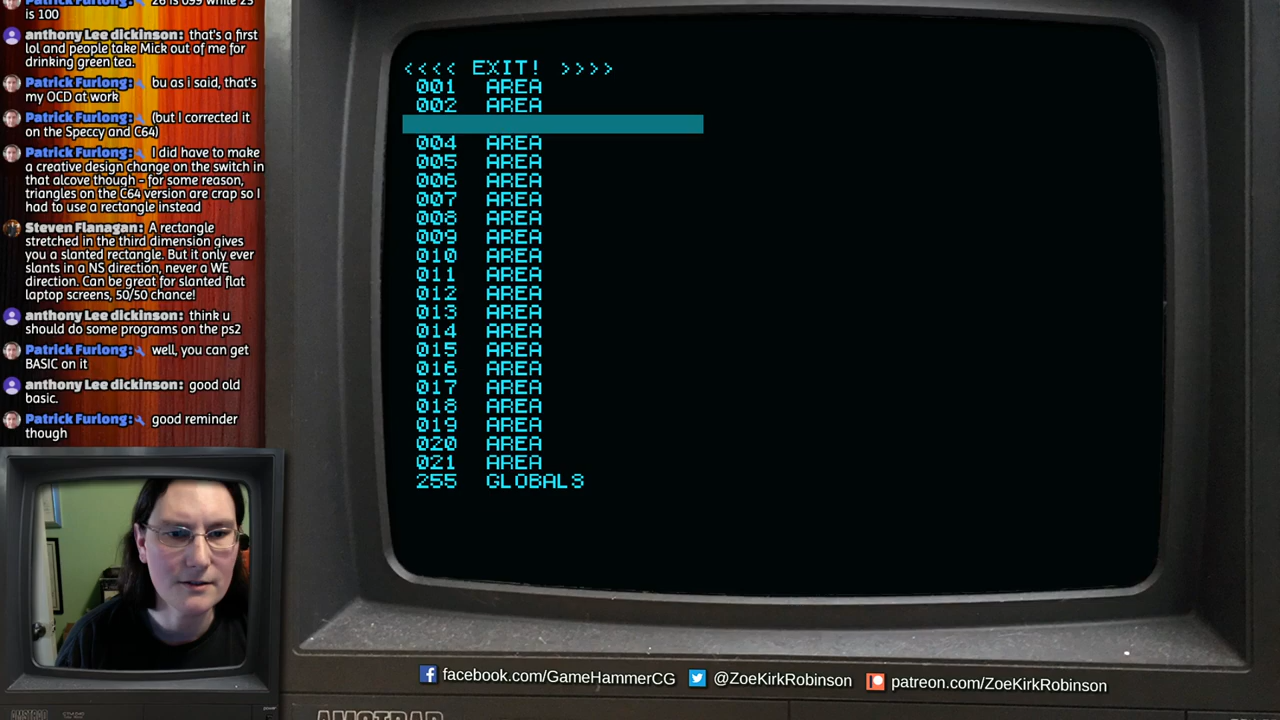 is 100
anthony Lee dickinson: that's a first
lol and people take Mick out of me for
drinking green tea.
Patrick Furlong: bu as i said, that's
my OCD at work
Patrick Furlong: (but I corrected it
on the Speccy and C64)
Patrick Furlong: I did have to make
a creative design change on the switch in
that alcove though - for some reason,
triangles on the C64 version are crap so I
had to use a rectangle instead
Steven Flanagan: A rectangle
stretched in the third dimension gives
you a slanted rectangle. But it only ever
slants in a NS direction, never a WE
direction. Can be great for slanted flat
laptop screens, 50/50 chance!
anthony Lee dickinson: think u
should do some programs on the ps2
Patrick Furlong: well, you can get
BASIC on it
anthony Lee dickinson: good old
basic.
Patrick Furlong: good reminder
though
<<<< EXIT! >>>>
001 AREA
002 AREA
004 AREA
005 AREA
006 AREA
007 AREA
008 AREA
009 AREA
010 AREA
011 AREA
012 AREA
013 AREA
014 AREA
015 AREA
016 AREA
017 AREA
018 AREA
019 AREA
020 AREA
021 AREA
255 GLOBALS
facebook.com/GameHammerCG
@ZoeKirkRobinson
patreon.com/ZoeKirkRobinson